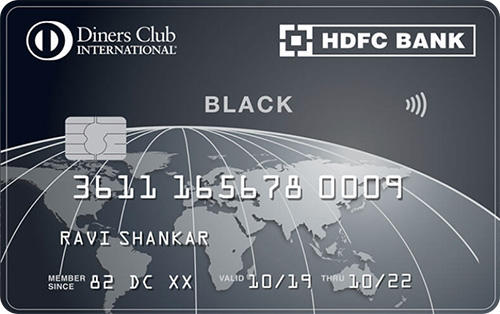 Diners Club
INTERNATIONAL®
HDFC BANK
BLACK
3611 165678 0009
RAVI SHANKAR
MEMBER SINCE 82 DC XX VALID 10/19 THRU 10/22